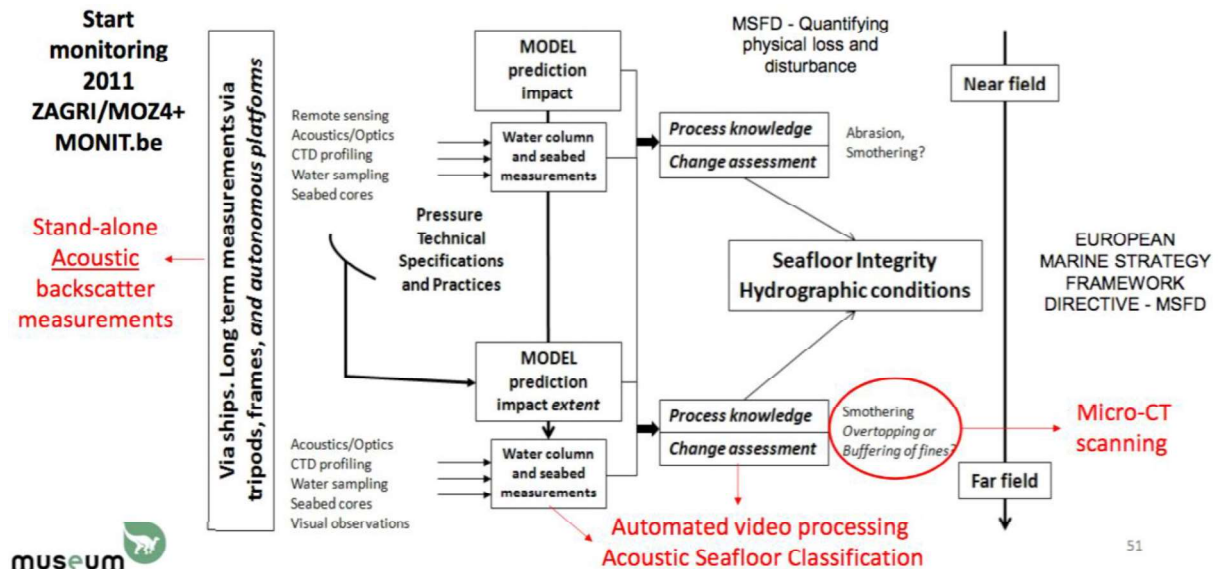 Start
monitoring
2011
ZAGRI/MOZ4+
MONIT.be
Stand-alone
Acoustic
backscatter
measurements
Via ships. Long term measurements via
tripods, frames, and autonomous platforms
Remote sensing
Acoustics/Optics
CTD profiling
Water sampling
Seabed cores
MODEL
prediction
impact
Water column
and seabed
measurements
Pressure
Technical
Specifications
and Practices
MODEL
prediction
impact extent
Acoustics/Optics
CTD profiling
Water sampling
Seabed cores
Visual observations
Water column
and seabed
measurements
MSFD - Quantifying
physical loss and
disturbance
Process knowledge
Change assessment
Abrasion,
Smothering?
Seafloor Integrity
Hydrographic conditions
Process knowledge
Change assessment
Smothering
Overtopping or
Buffering of fines?
Automated video processing
Acoustic Seafloor Classification
Near field
EUROPEAN
MARINE STRATEGY
FRAMEWORK
DIRECTIVE - MSFD
Micro-CT
scanning
Far field
museum
51